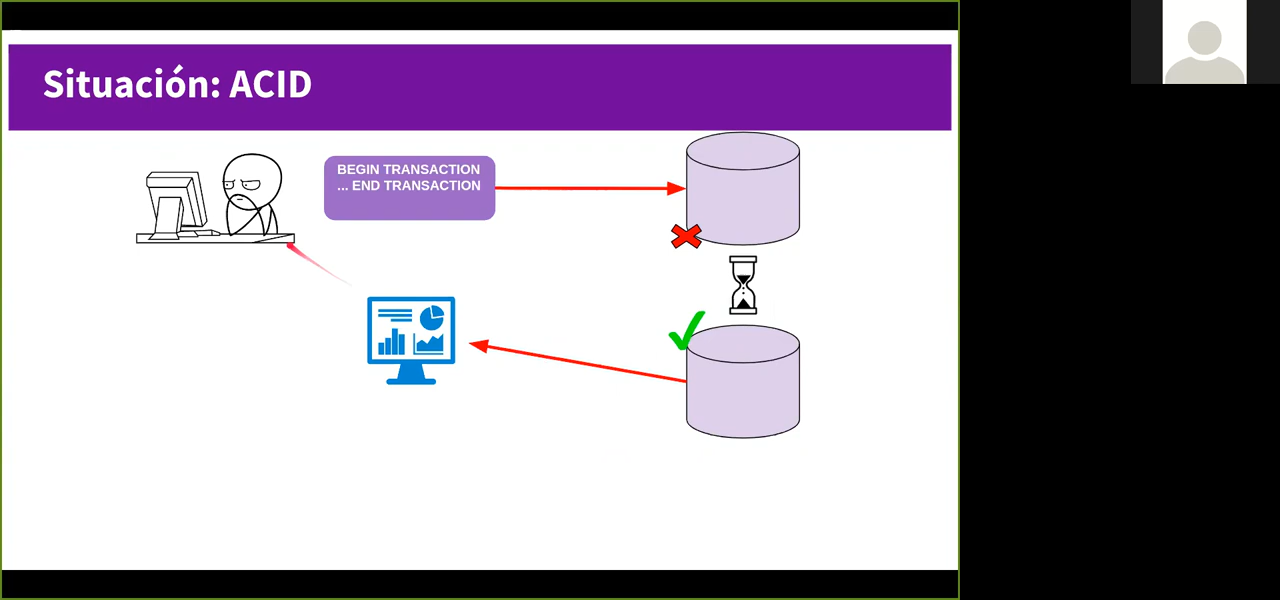 Situación: ACID
BEGIN TRANSACTION
... END TRANSACTION